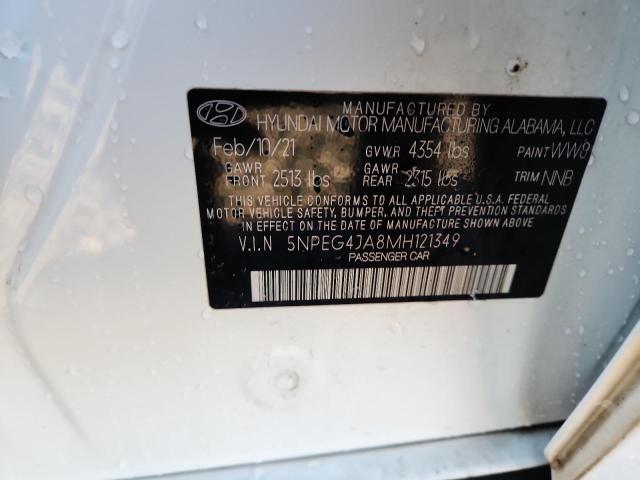 MANUFACTURED BY
HYUNDAI MOTOR MANUFACTURING ALABAMA, LLC
Feb/10/21 GVWR 4354 lbs PAINT WW8
GAWR FRONT 2513 lbs GAWR REAR 2315 lbs TRIM NNB
THIS VEHICLE CONFORMS TO ALL APPLICABLE U.S.A. FEDERAL
MOTOR VEHICLE SAFETY, BUMPER, AND THEFT PREVENTION STANDARDS
IN EFFECT ON THE DATE OF MANUFACTURE SHOWN ABOVE.
V.I.N 5NPEG4JA8MH121349
PASSENGER CAR